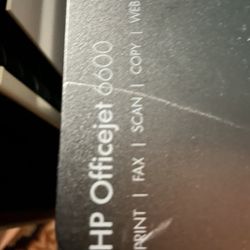 HP Officejet 6600
PRINT | FAX | SCAN | COPY | WEB